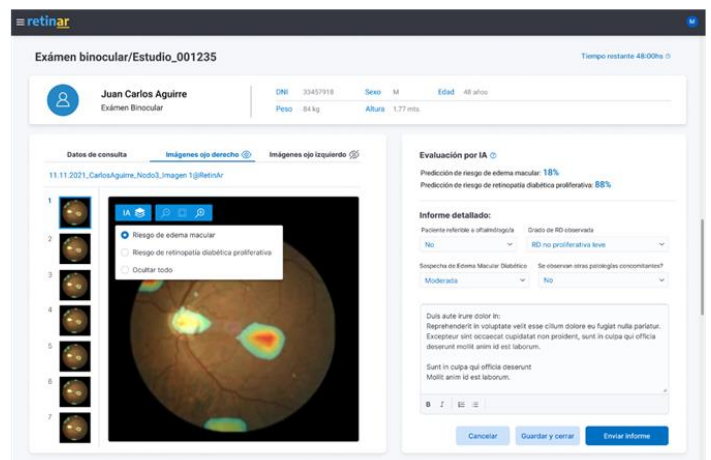 retinar
M
Exámen binocular/Estudio_001235
Tiempo restante 48:00hs
Juan Carlos Aguirre
Exámen Binocular
DNI 33457918 Sexo M Edad 48 años
Peso 84 kg Altura 1.77 mts
Datos de consulta
Imágenes ojo derecho
Imágenes ojo izquierdo
11.11.2021_CarlosAguirre_Nodo3_Imagen 1@RetinAr
1
2
3
4
5
6
7
IA
Riesgo de edema macular
Riesgo de retinopatía diabética proliferativa
Ocultar todo
Evaluación por IA
Predicción de riesgo de edema macular: 18%
Predicción de riesgo de retinopatía diabética proliferativa: 88%
Informe detallado:
Paciente referible a oftalmólogo/a
Grado de RD observada
No
RD no proliferativa leve
Sospecha de Edema Macular Diabético
Se observan otras patologías concomitantes?
Moderada
No
Duis aute irure dolor in:
Reprehenderit in voluptate velit esse cillum dolore eu fugiat nulla pariatur.
Excepteur sint occaecat cupidatat non proident, sunt in culpa qui officia
deserunt mollit anim id est laborum.
Sunt in culpa qui officia deserunt
Mollit anim id est laborum.
B I
Cancelar
Guardar y cerrar
Enviar informe